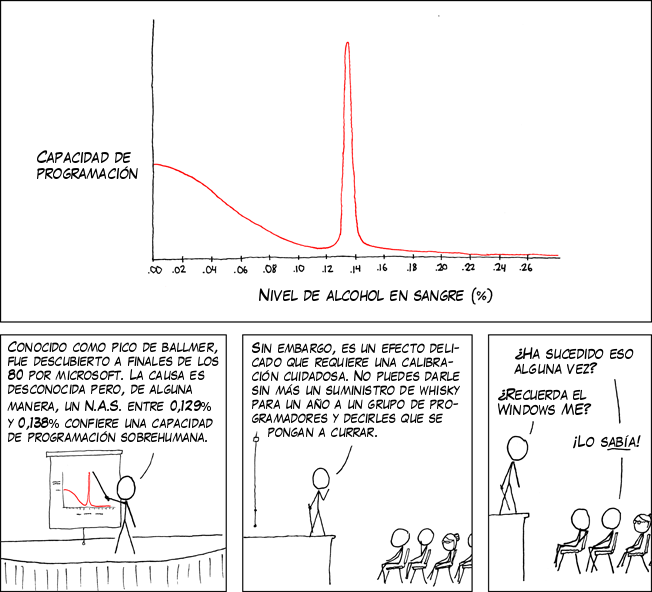 CAPACIDAD DE
PROGRAMACIÓN
.00 .02 .04 .06 .08 .10 .12 .14 .16 .18 .20 .22 .24 .26
NIVEL DE ALCOHOL EN SANGRE (%)
CONOCIDO COMO PICO DE BALLMER,
FUE DESCUBIERTO A FINALES DE LOS
80 POR MICROSOFT. LA CAUSA ES
DESCONOCIDA PERO, DE ALGUNA
MANERA, UN N.A.S. ENTRE 0,129%
Y 0,138% CONFIERE UNA CAPACIDAD
DE PROGRAMACIÓN SOBREHUMANA.
SIN EMBARGO, ES UN EFECTO DELI-
CADO QUE REQUIERE UNA CALIBRA-
CIÓN CUIDADOSA. NO PUEDES DARLE
SIN MÁS UN SUMINISTRO DE WHISKY
PARA UN AÑO A UN GRUPO DE PRO-
GRAMADORES Y DECIRLES QUE SE
PONGAN A CURRAR.
¿HA SUCEDIDO ESO
ALGUNA VEZ?
¿RECUERDA EL
WINDOWS ME?
¡LO SABÍA!